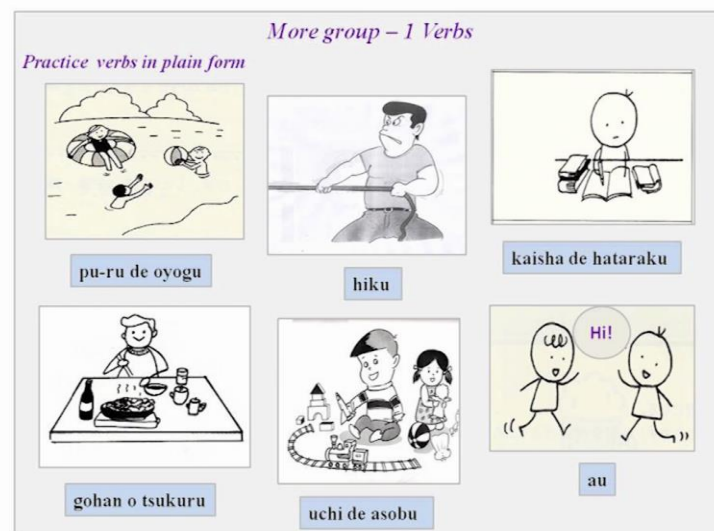 More group – 1 Verbs
Practice verbs in plain form
pu-ru de oyogu
hiku
kaisha de hataraku
gohan o tsukuru
uchi de asobu
Hi!
au